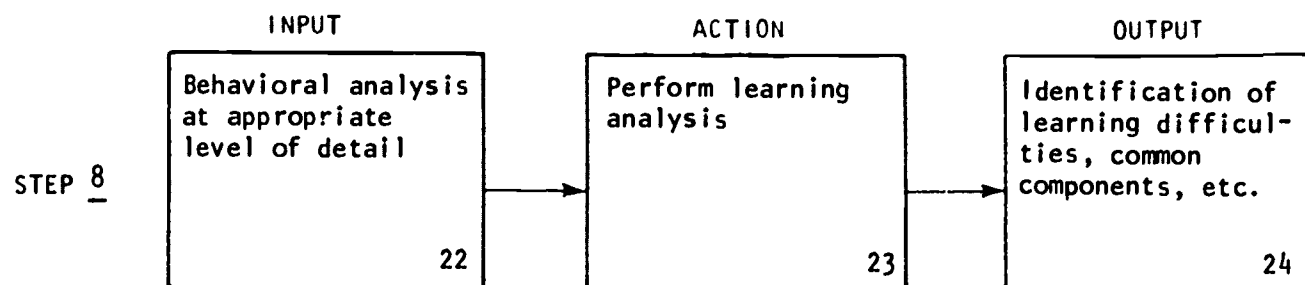 INPUT
ACTION
OUTPUT
STEP 8
Behavioral analysis
at appropriate
level of detail
22
Perform learning
analysis
23
Identification of
learning difficul-
ties, common
components, etc.
24